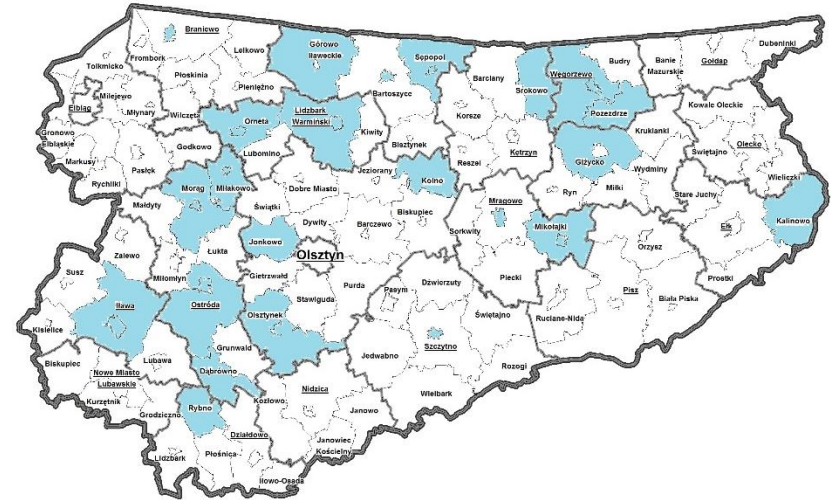 Braniewo
Frombork
Lelkowo
Górowo
Iławeckie
Sępopol
Tolkmicko
Płoskinia
Pieniężno
Bartoszycc
Barciany
Srokowo
Węgorzewo
Budry
Banie
Mazurskie
Gołdap
Dubeninki
Elbląg
Milejewo
Młynary
Wilczęta
Orneta
Lidzbark
Warmiński
Kiwity
Bisztynek
Korsze
Pozezdrze
Kowale Oleckie
Gronowo
Elbląskie
Markusy
Pasłęk
Godkowo
Lubomino
Reszel
Kętrzyn
Giżycko
Kruklanki
Świętajno
Olecko
Rychliki
Morąg
Miłakowo
Dobre Miasto
Jeziorany
Kolno
Ryn
Miłki
Wydminy
Stare Juchy
Wieliczki
Małdyty
Świątki
Dywity
Barczewo
Biskupiec
Mrągowo
Sorkwity
Mikołajki
Orzysz
Ełk
Kalinowo
Zalewo
Łukta
Jonkowo
Olsztyn
Susz
Miłomłyn
Gietrzwałd
Purda
Pasym
Dźwierzuty
Piecki
Pisz
Prostki
Iława
Ostróda
Olsztynek
Stawiguda
Świętajno
Ruciane-Nida
Biała Piska
Kisielice
Lubawa
Grunwald
Jedwabno
Szczytno
Rozogi
Biskupiec
Nowe Miasto
Lubawskie
Dąbrówno
Kurzętnik
Grodziczno
Rybno
Kozłowo
Nidzica
Janowo
Wielbark
Lidzbark
Płośnica
Działdowo
Janowiec
Kościelny
Iłowo-Osada